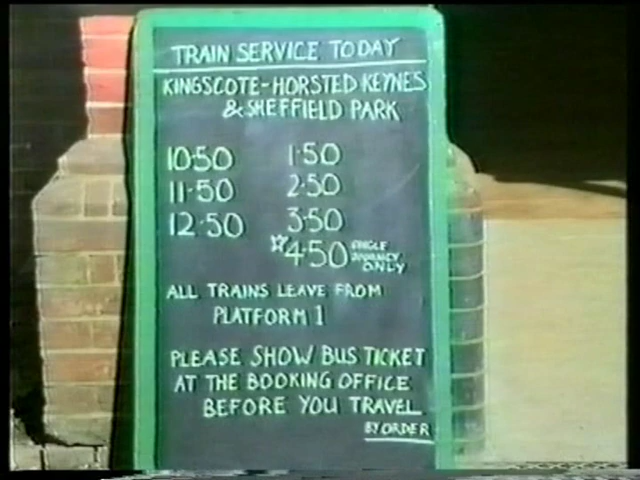 TRAIN SERVICE TODAY
KINGSCOTE-HORSTED KEYNES
& SHEFFIELD PARK
10·50 1·50
11·50 2·50
12·50 3·50
☆4·50 SINGLE JOURNEY ONLY
ALL TRAINS LEAVE FROM
PLATFORM 1
PLEASE SHOW BUS TICKET
AT THE BOOKING OFFICE
BEFORE YOU TRAVEL
BY ORDER